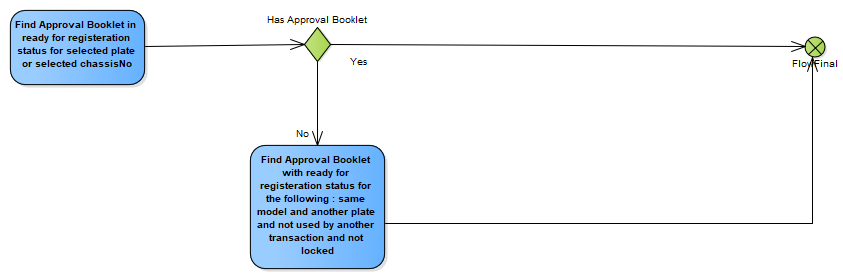 Has Approval Booklet
Find Approval Booklet in
ready for registeration
status for selected plate
or selected chassisNo
Yes
FlowFinal
No
Find Approval Booklet
with ready for
registeration status for
the following : same
model and another plate
and not used by another
transaction and not
locked